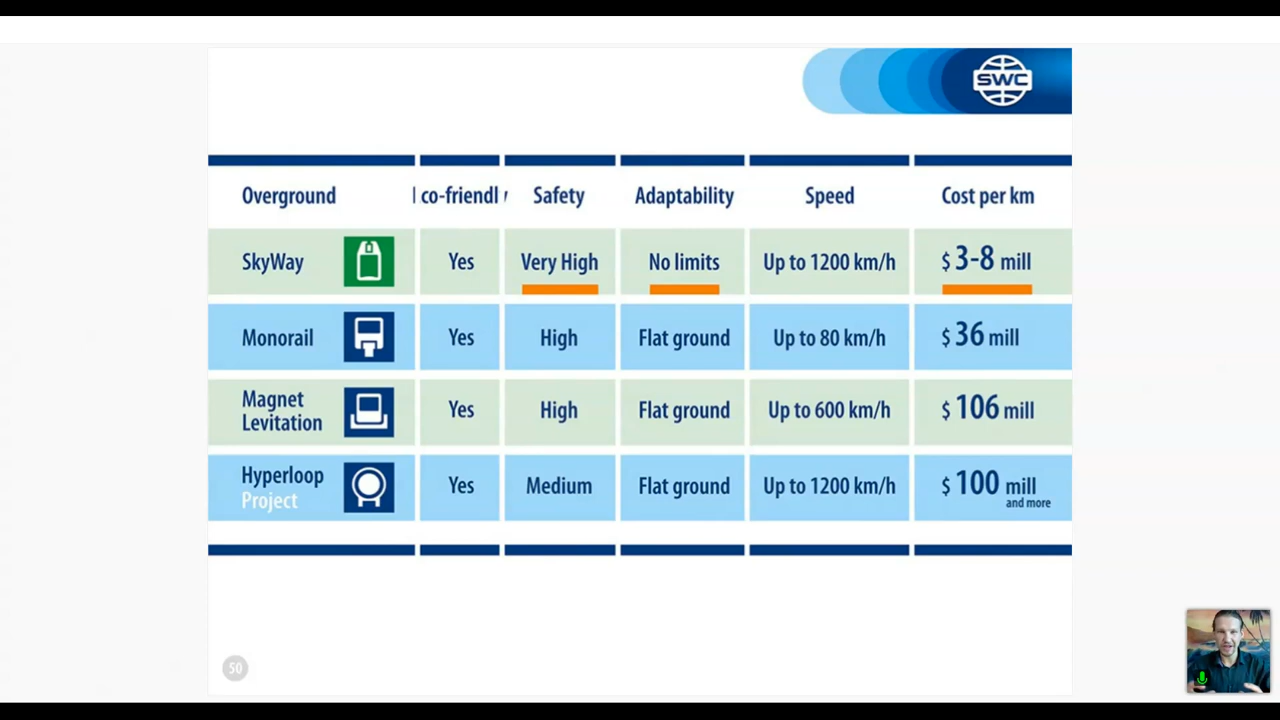 SWC
Overground co-friendl Safety Adaptability Speed Cost per km
SkyWay Yes Very High No limits Up to 1200 km/h $ 3-8 mill
Monorail Yes High Flat ground Up to 80 km/h $ 36 mill
Magnet
Levitation Yes High Flat ground Up to 600 km/h $ 106 mill
Hyperloop
Project Yes Medium Flat ground Up to 1200 km/h $ 100 mill
and more
50